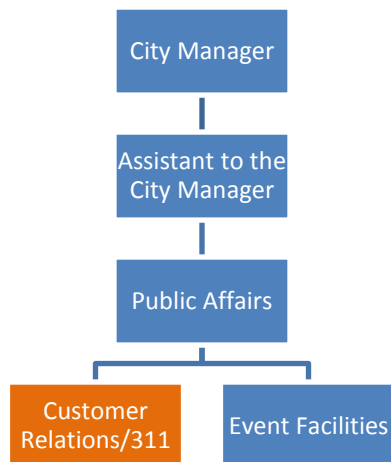 City Manager
Assistant to the
City Manager
Public Affairs
Customer
Relations/311
Event Facilities